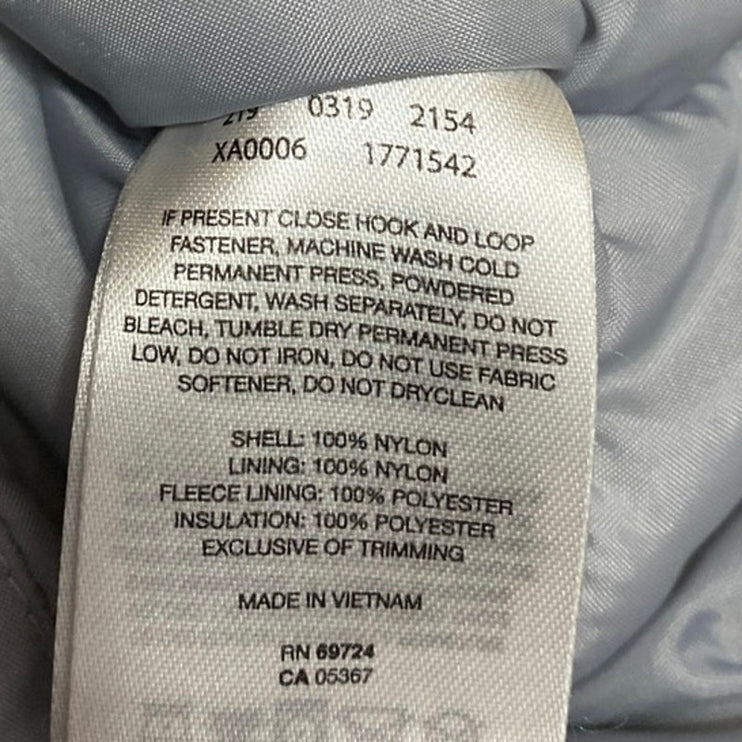 219 0319 2154
XA0006 1771542
IF PRESENT CLOSE HOOK AND LOOP
FASTENER, MACHINE WASH COLD
PERMANENT PRESS, POWDERED
DETERGENT, WASH SEPARATELY, DO NOT
BLEACH, TUMBLE DRY PERMANENT PRESS
LOW, DO NOT IRON, DO NOT USE FABRIC
SOFTENER, DO NOT DRYCLEAN
SHELL: 100% NYLON
LINING: 100% NYLON
FLEECE LINING: 100% POLYESTER
INSULATION: 100% POLYESTER
EXCLUSIVE OF TRIMMING
MADE IN VIETNAM
RN 69724
CA 05367